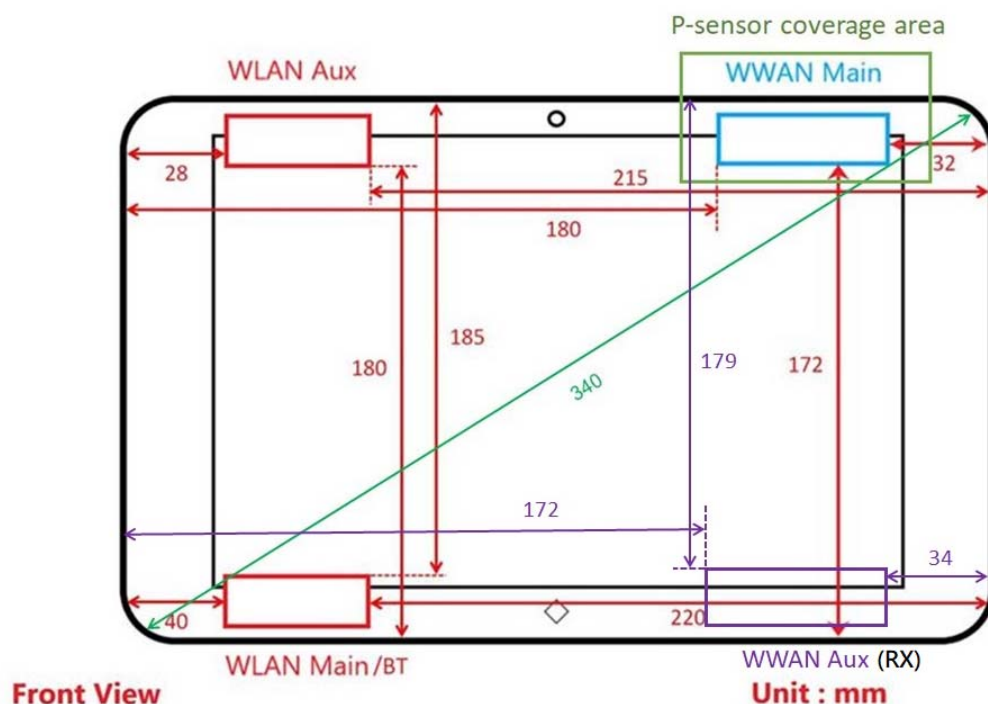 P-sensor coverage area
WLAN Aux
WWAN Main
28
32
215
180
185
180
179
172
340
172
34
40
220
WLAN Main/BT
WWAN Aux (RX)
Front View
Unit : mm